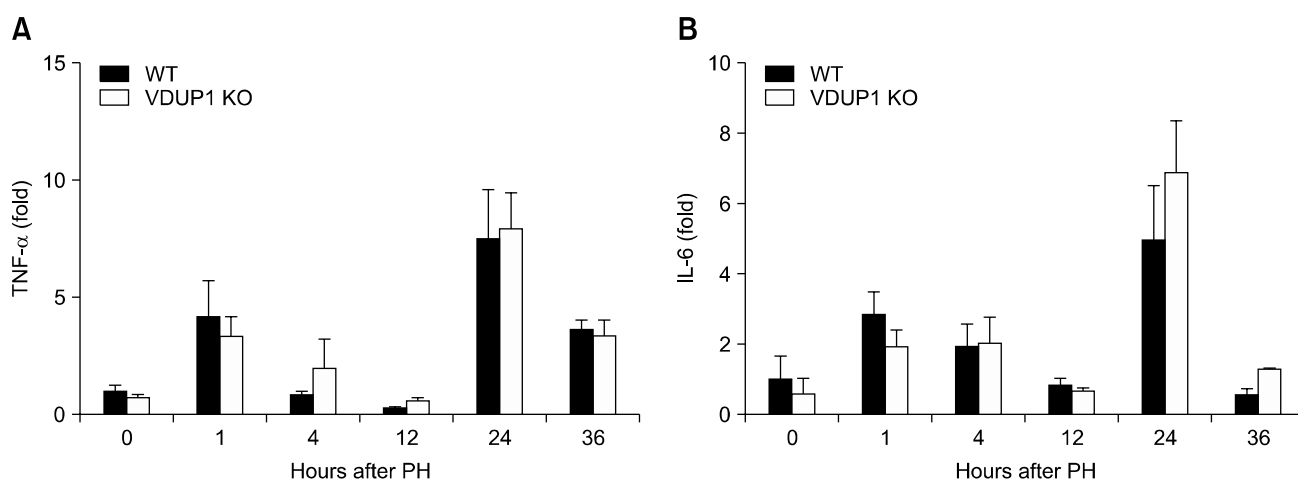 A
15
10
5
0
TNF-α (fold)
WT
VDUP1 KO
0 1 4 12 24 36
Hours after PH
B
10
8
6
4
2
0
IL-6 (fold)
WT
VDUP1 KO
0 1 4 12 24 36
Hours after PH